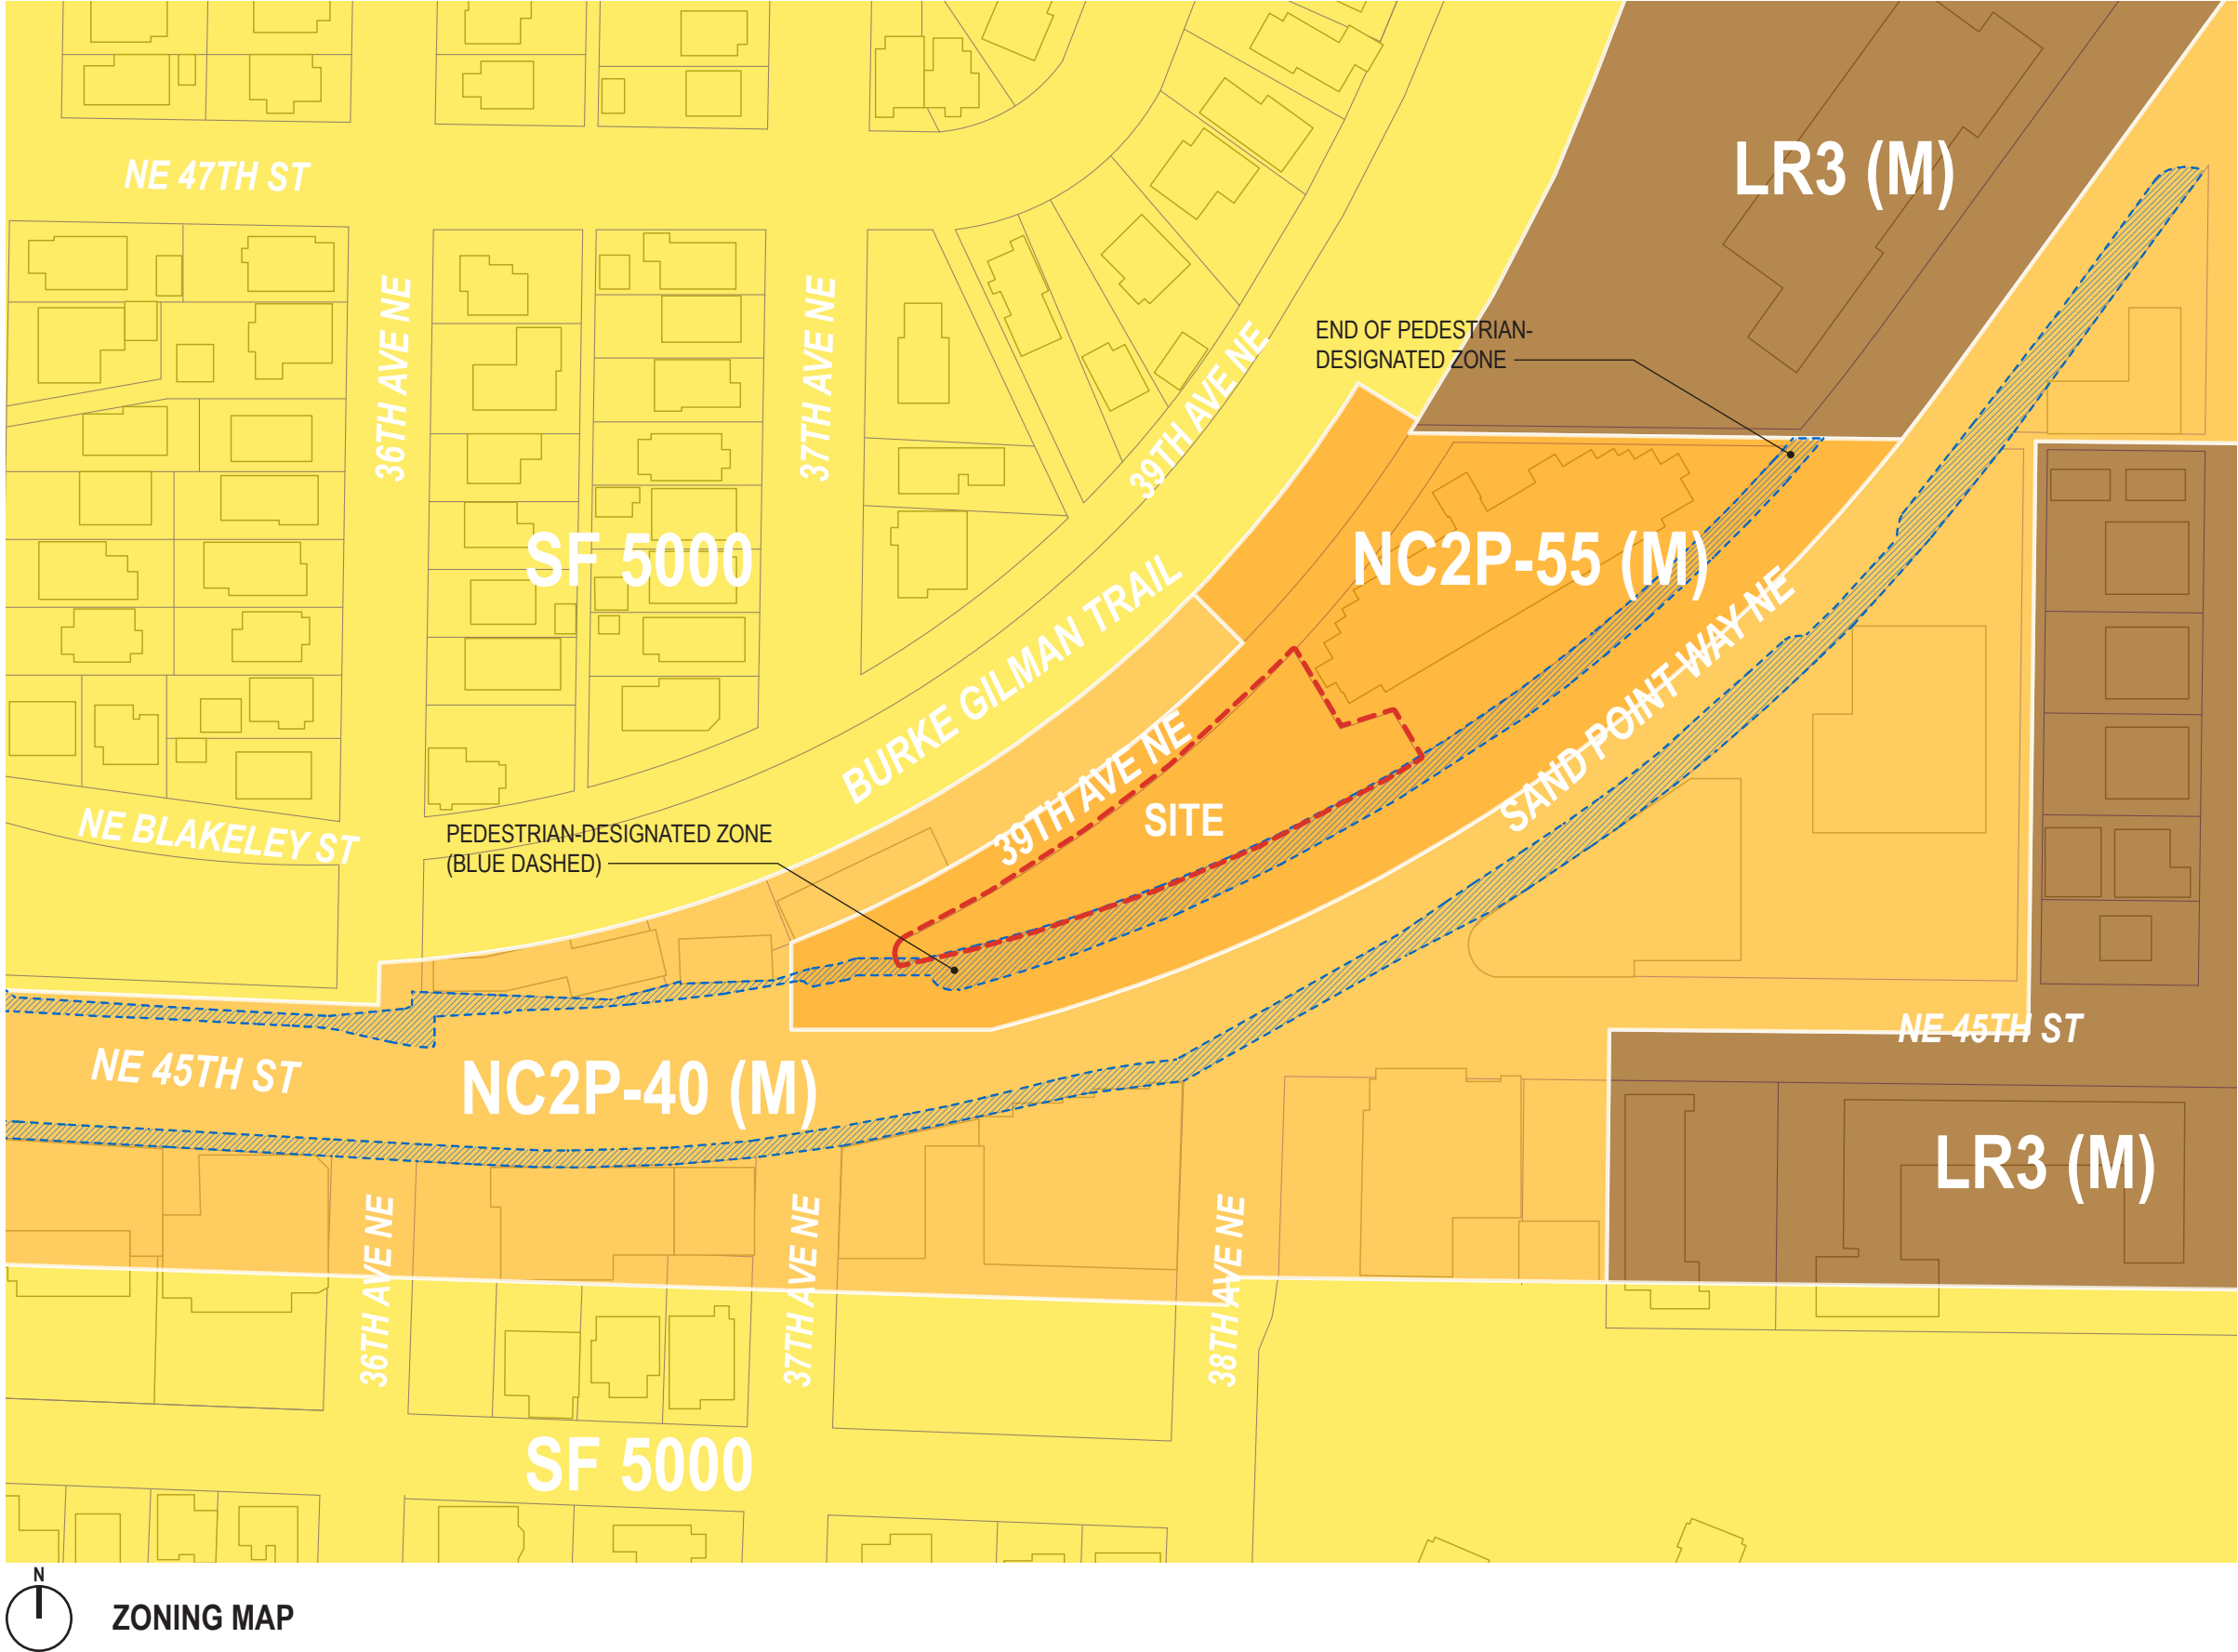 LR3 (M)
NE 47TH ST
36TH AVE NE
37TH AVE NE
39TH AVE NE
END OF PEDESTRIAN-
DESIGNATED ZONE
SF 5000
NC2P-55 (M)
BURKE GILMAN TRAIL
SAND POINT WAY NE
39TH AVE NE
SITE
NE BLAKELEY ST
PEDESTRIAN-DESIGNATED ZONE
(BLUE DASHED)
NE 45TH ST
NE 45TH ST
NC2P-40 (M)
LR3 (M)
36TH AVE NE
37TH AVE NE
38TH AVE NE
SF 5000
N
ZONING MAP